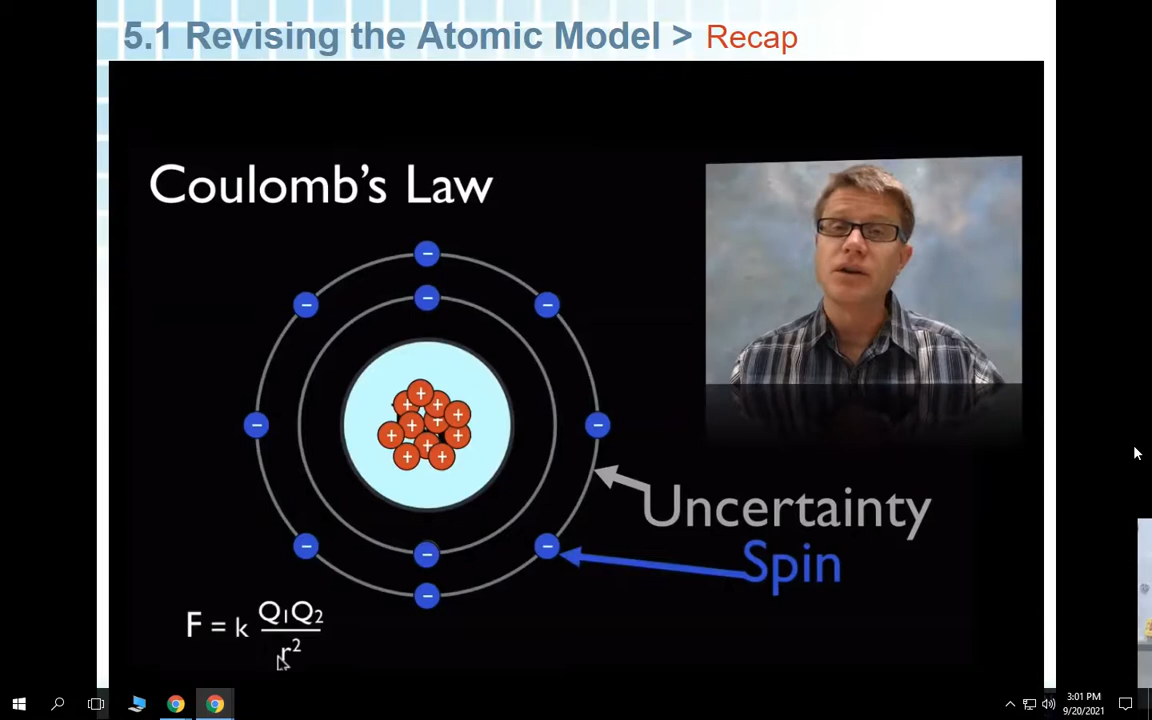 5.1 Revising the Atomic Model > Recap
Coulomb's Law
Uncertainty
Spin
F = k Q₁Q₂
r²
3:01 PM
9/20/2021